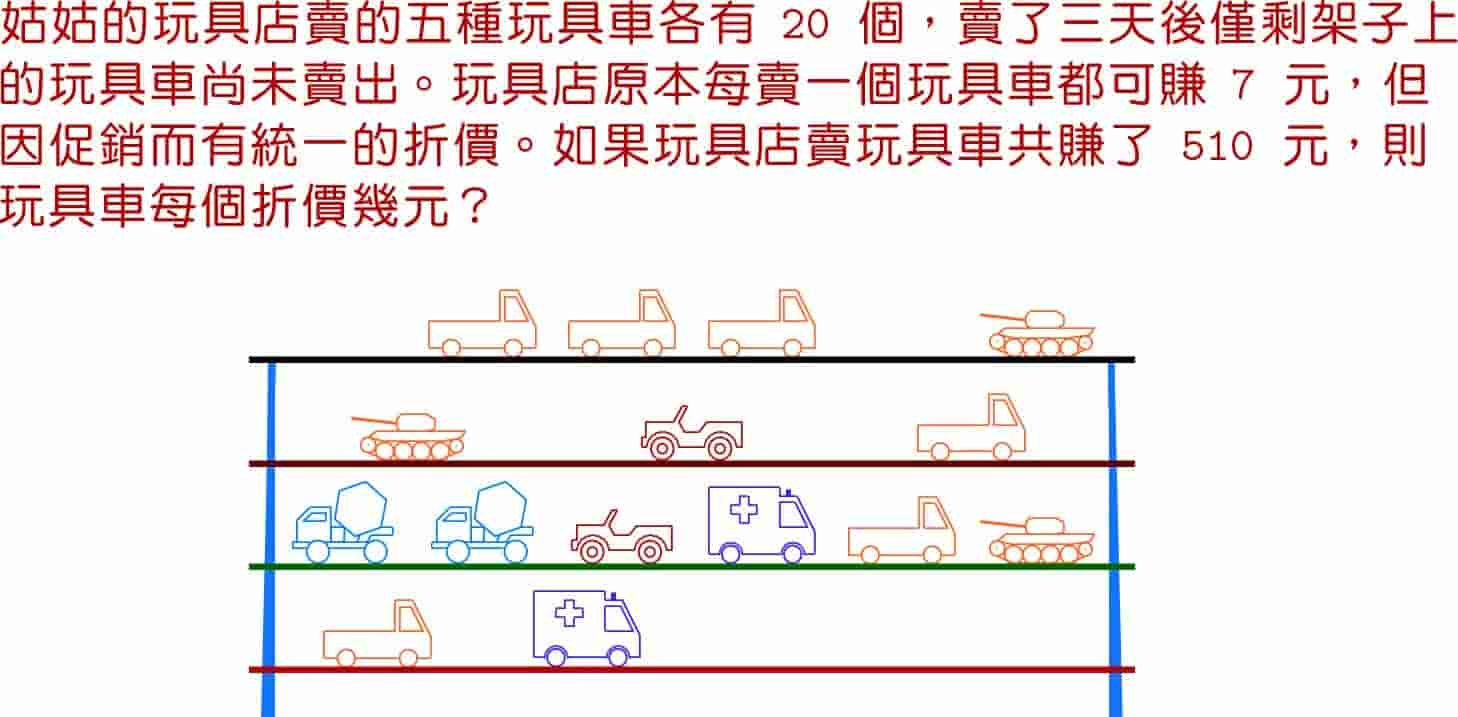 姑姑的玩具店賣的五種玩具車各有 20 個，賣了三天後僅剩架子上
的玩具車尚未賣出。玩具店原本每賣一個玩具車都可賺 7 元，但
因促銷而有統一的折價。如果玩具店賣玩具車共賺了 510 元，則
玩具車每個折價幾元？